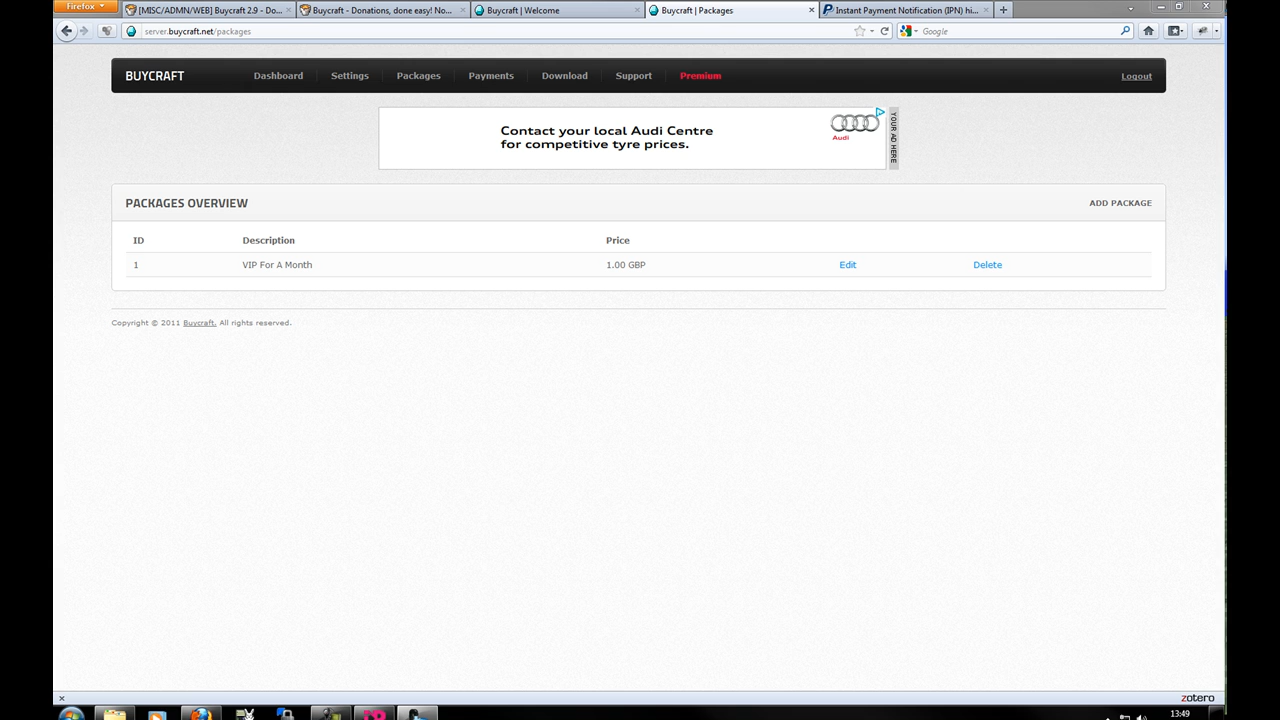 Firefox
[MISC/ADMN/WEB] Buycraft 2.9 - Do...
Buycraft - Donations, done easy! No...
Buycraft | Welcome
Buycraft | Packages
Instant Payment Notification (IPN) hi...
server.buycraft.net/packages
Google
BUYCRAFT
Dashboard
Settings
Packages
Payments
Download
Support
Premium
Logout
Contact your local Audi Centre
for competitive tyre prices.
Audi
YOUR AD HERE
PACKAGES OVERVIEW
ADD PACKAGE
ID Description Price
1 VIP For A Month 1.00 GBP Edit Delete
Copyright © 2011 Buycraft. All rights reserved.
zotero
13:49